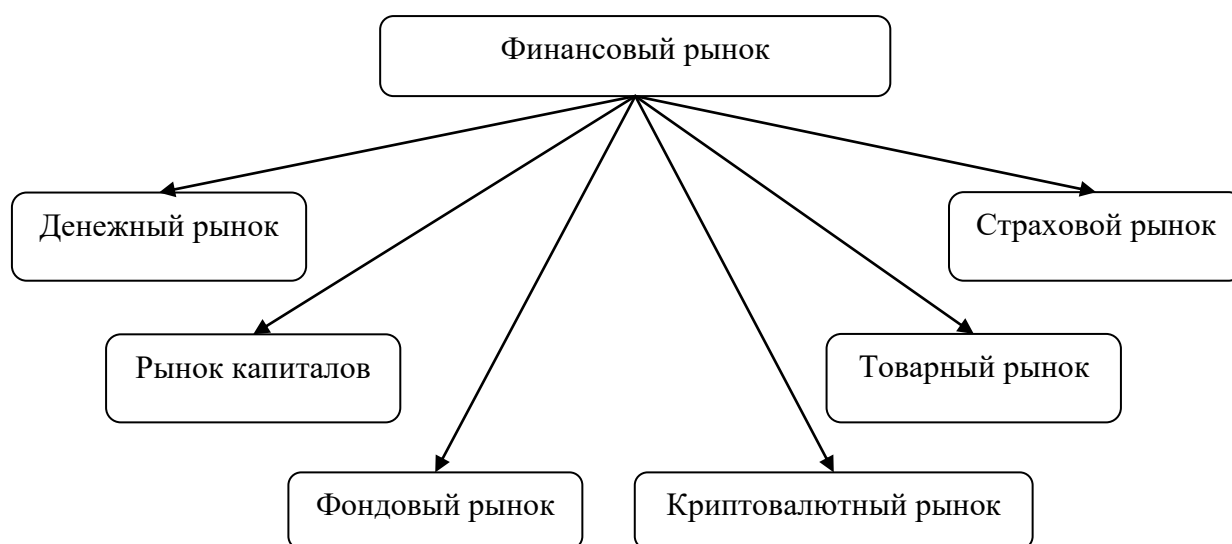 Финансовый рынок
Денежный рынок
Страховой рынок
Рынок капиталов
Товарный рынок
Фондовый рынок
Криптовалютный рынок